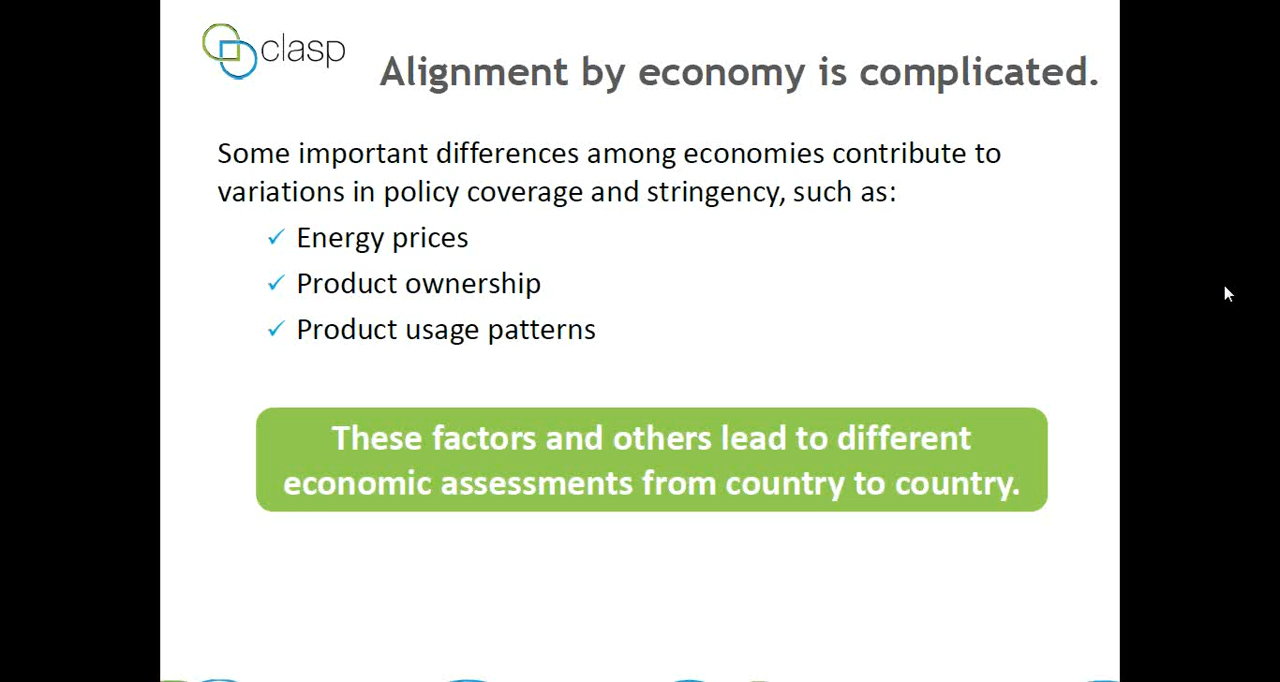 clasp
Alignment by economy is complicated.
Some important differences among economies contribute to
variations in policy coverage and stringency, such as:
✓ Energy prices
✓ Product ownership
✓ Product usage patterns
These factors and others lead to different
economic assessments from country to country.